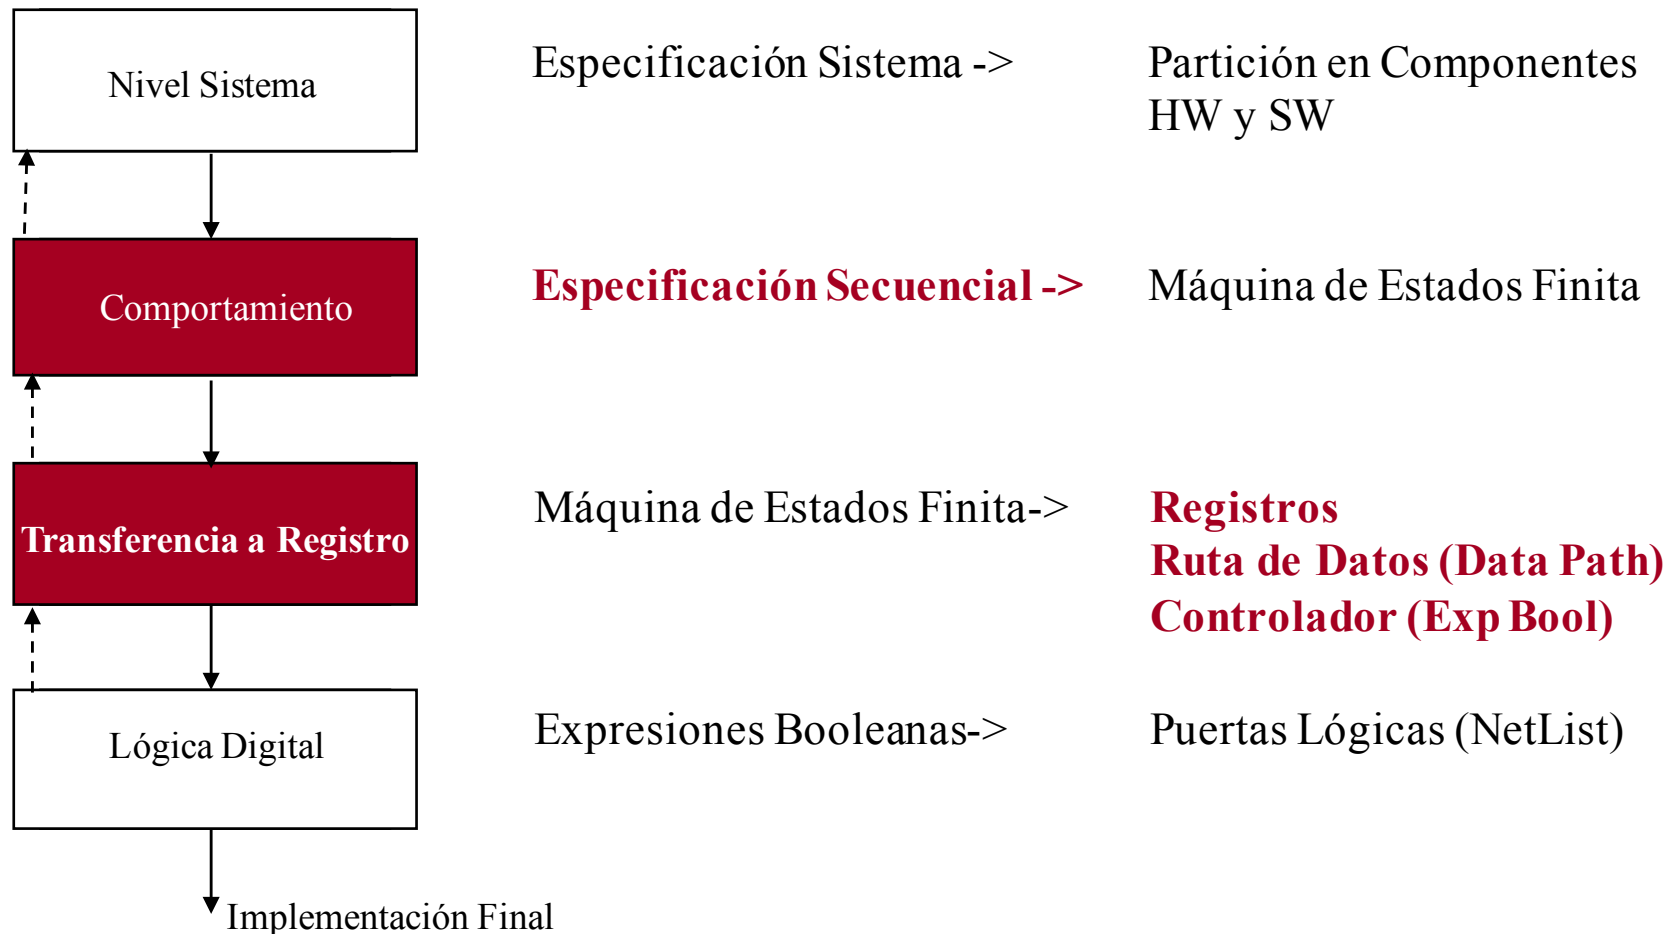 Nivel Sistema
Especificación Sistema ->
Partición en Componentes
HW y SW
Comportamiento
Especificación Secuencial ->
Máquina de Estados Finita
Transferencia a Registro
Máquina de Estados Finita->
Registros
Ruta de Datos (Data Path)
Controlador (Exp Bool)
Lógica Digital
Expresiones Booleanas->
Puertas Lógicas (NetList)
Implementación Final